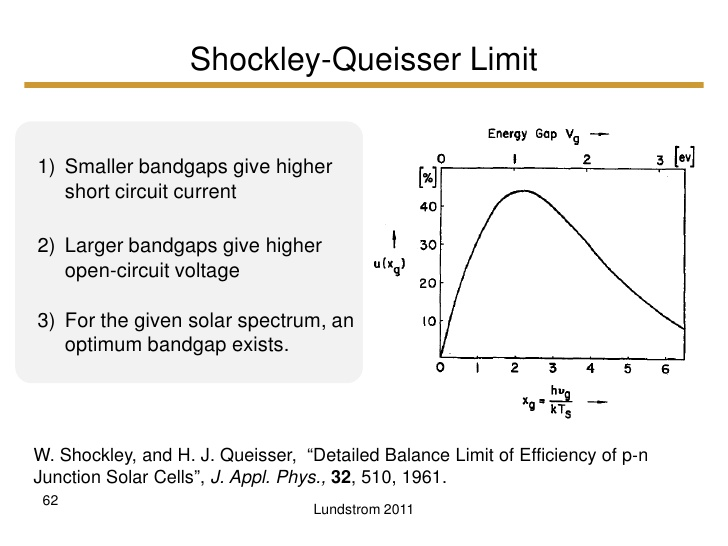 Shockley-Queisser Limit
1) Smaller bandgaps give higher
short circuit current
2) Larger bandgaps give higher
open-circuit voltage
3) For the given solar spectrum, an
optimum bandgap exists.
Energy Gap Vg →
0 1 2 3 [ev]
[%]
40
30
20
10
↑
u(xg)
0 1 2 3 4 5 6
xg = hνg / kTs →
W. Shockley, and H. J. Queisser, “Detailed Balance Limit of Efficiency of p-n
Junction Solar Cells”, J. Appl. Phys., 32, 510, 1961.
62
Lundstrom 2011